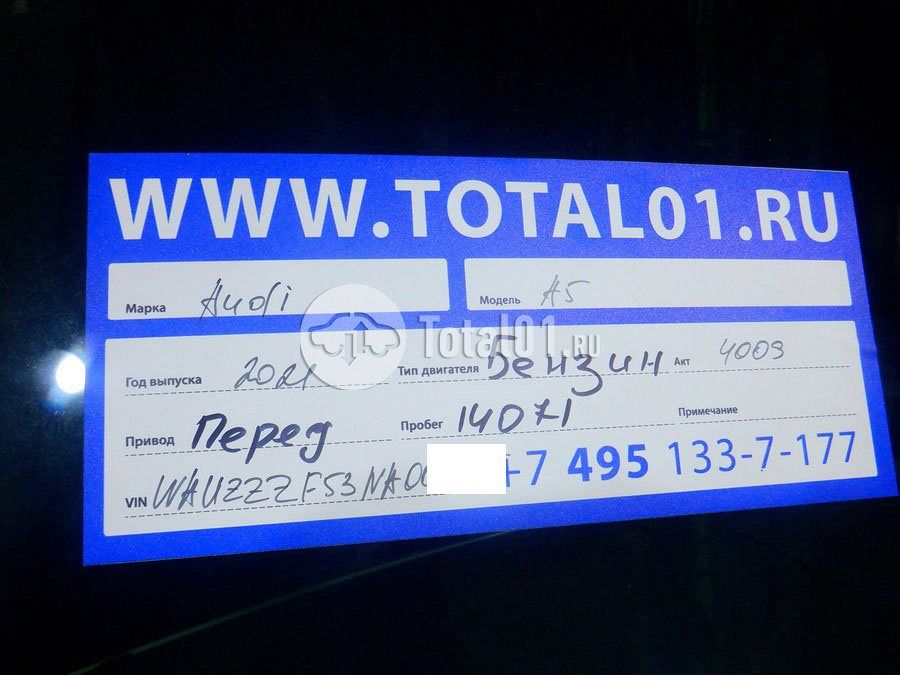 WWW.TOTAL01.RU
Марка Audi Модель A5
Total01.RU
Год выпуска 2021 Тип двигателя Бензин Акт 4009
Привод Перед Пробег 14071 Примечание
VIN WAUZZZF53NA0 +7 495 133-7-177